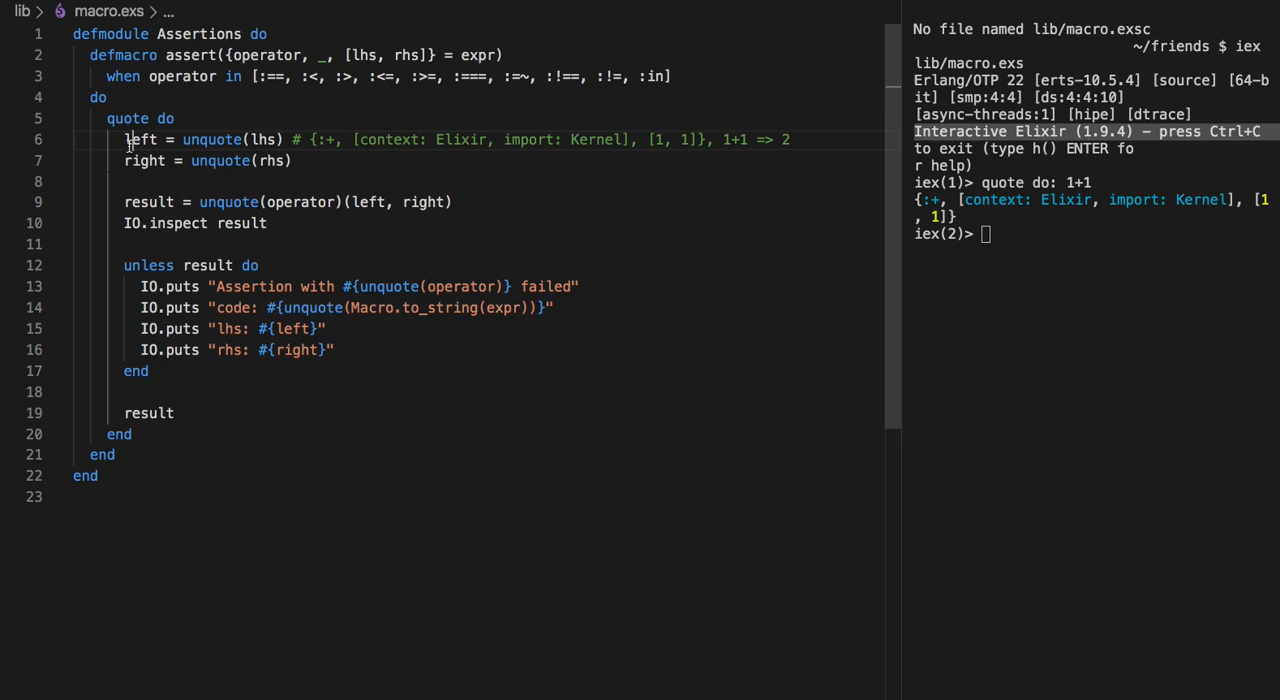 lib > macro.exs > ...
1 defmodule Assertions do
2 defmacro assert({operator, _, [lhs, rhs]} = expr)
3 when operator in [:==, :<, :>, :<=, :>=, :===, :=~, :!==, :!=, :in]
4 do
5 quote do
6 left = unquote(lhs) # {:+, [context: Elixir, import: Kernel], [1, 1]}, 1+1 => 2
7 right = unquote(rhs)
8
9 result = unquote(operator)(left, right)
10 IO.inspect result
11
12 unless result do
13 IO.puts "Assertion with #{unquote(operator)} failed"
14 IO.puts "code: #{unquote(Macro.to_string(expr))}"
15 IO.puts "lhs: #{left}"
16 IO.puts "rhs: #{right}"
17 end
18
19 result
20 end
21 end
22 end
23
No file named lib/macro.exsc
~/friends $ iex
lib/macro.exs
Erlang/OTP 22 [erts-10.5.4] [source] [64-b
it] [smp:4:4] [ds:4:4:10]
[async-threads:1] [hipe] [dtrace]
Interactive Elixir (1.9.4) – press Ctrl+C
to exit (type h() ENTER fo
r help)
iex(1)> quote do: 1+1
{:+, [context: Elixir, import: Kernel], [1
, 1]}
iex(2)>